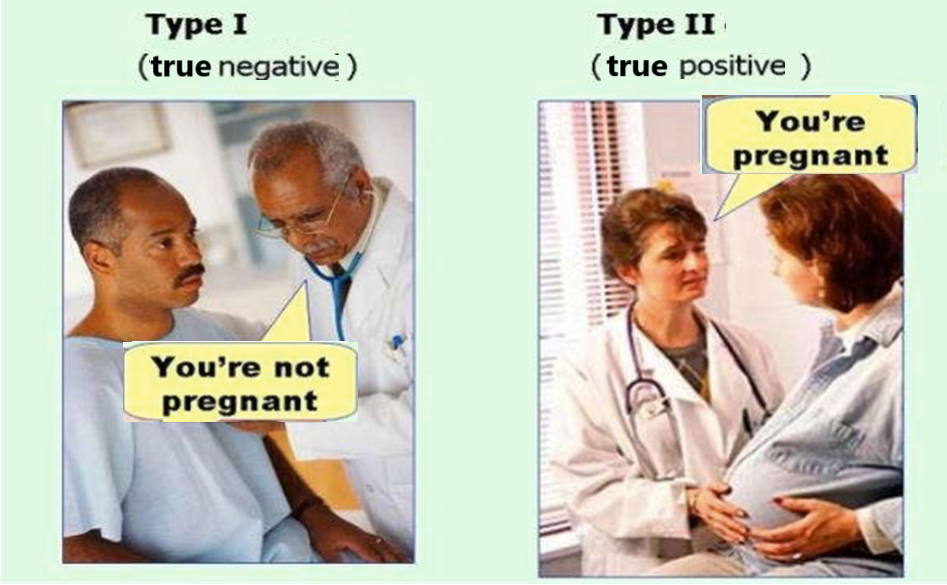 Type I
(true negative)
You're not
pregnant
Type II
(true positive )
You're
pregnant